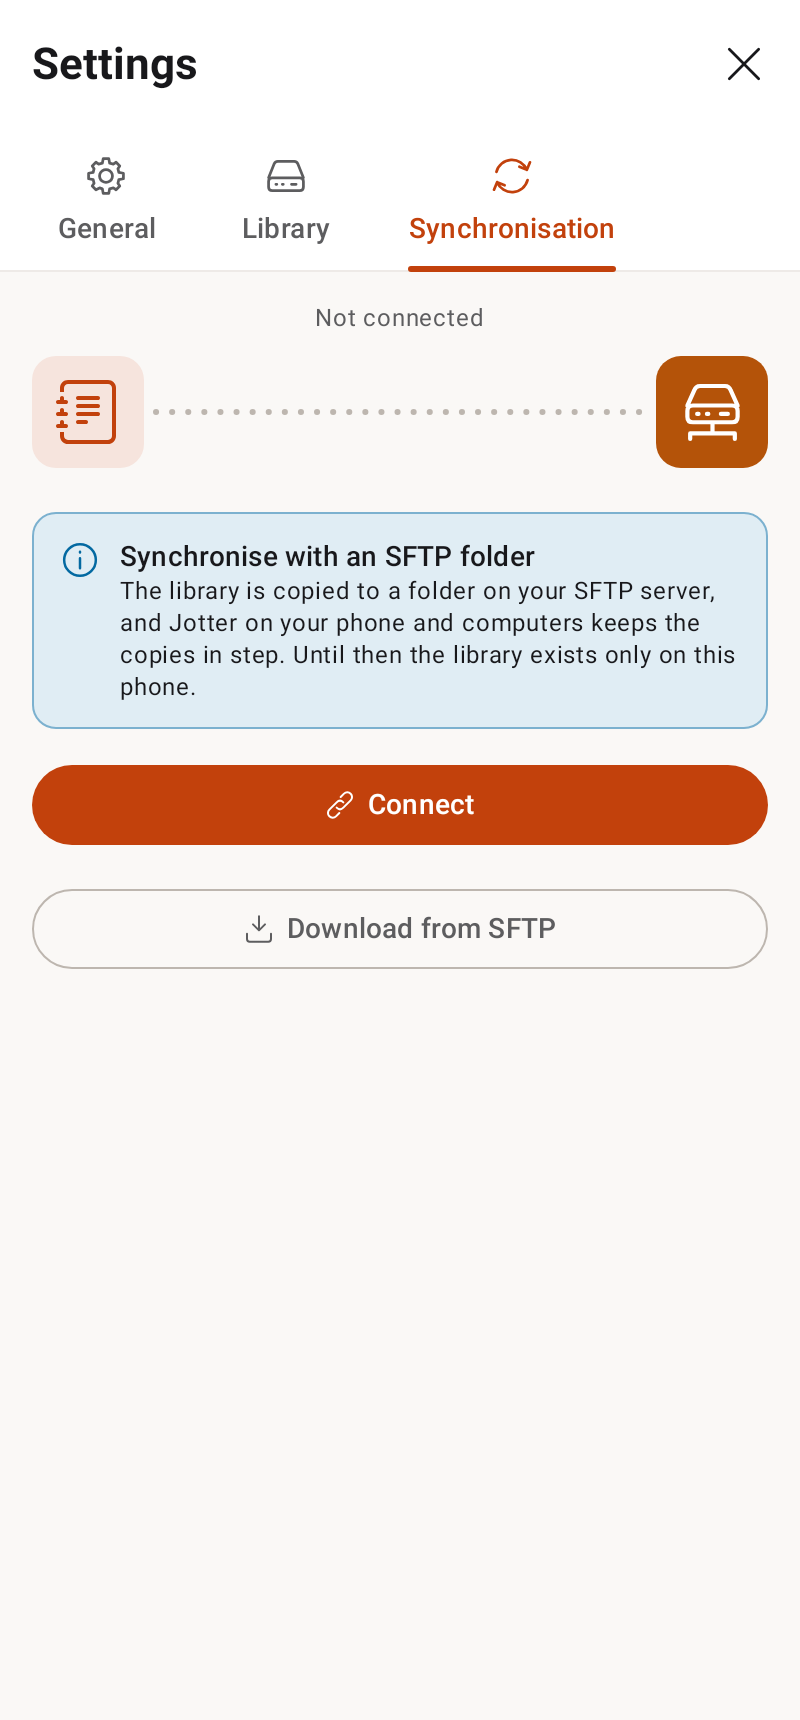 Settings
General
Library
Synchronisation
Not connected
Synchronise with an SFTP folder
The library is copied to a folder on your SFTP server,
and Jotter on your phone and computers keeps the
copies in step. Until then the library exists only on this
phone.
Connect
Download from SFTP